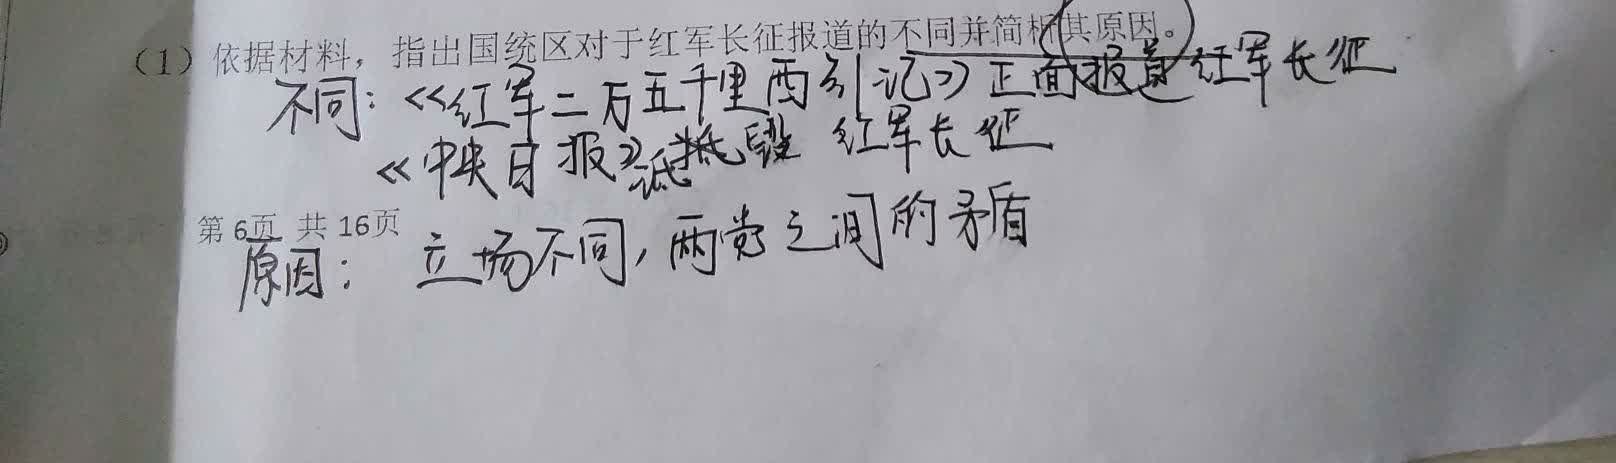 （1）依据材料，指出国统区对于红军长征报道的不同并简析其原因。
不同：《红军二万五千里西引记》正面报道红军长征
《中央日报》诋毁 红军长征
第 6页 共 16页
原因：立场不同，两党之间的矛盾